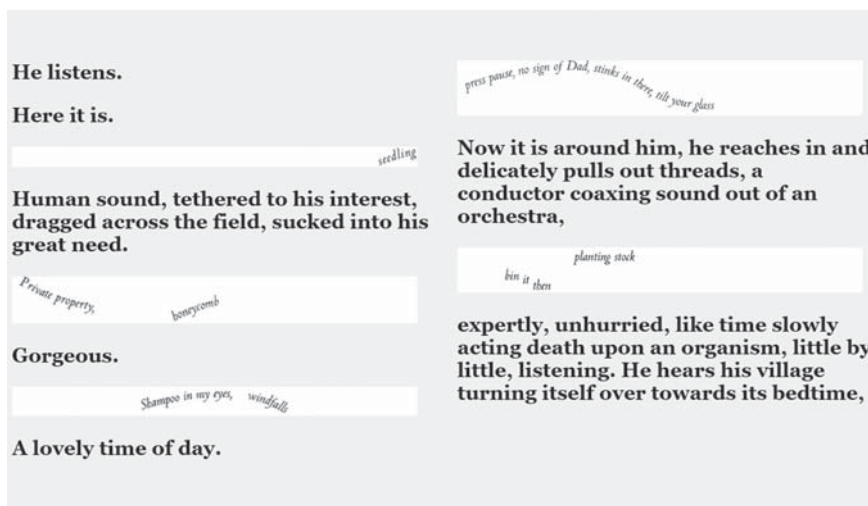 He listens.
Here it is.
seedling
Human sound, tethered to his interest,
dragged across the field, sucked into his
great need.
Private property,
honeycomb
Gorgeous.
Shampoo in my eyes, windfalls
A lovely time of day.
press pause, no sign of Dad, stinks in there, tilt your glass
Now it is around him, he reaches in and
delicately pulls out threads, a
conductor coaxing sound out of an
orchestra,
planting stock
bin it then
expertly, unhurried, like time slowly
acting death upon an organism, little by
little, listening. He hears his village
turning itself over towards its bedtime,